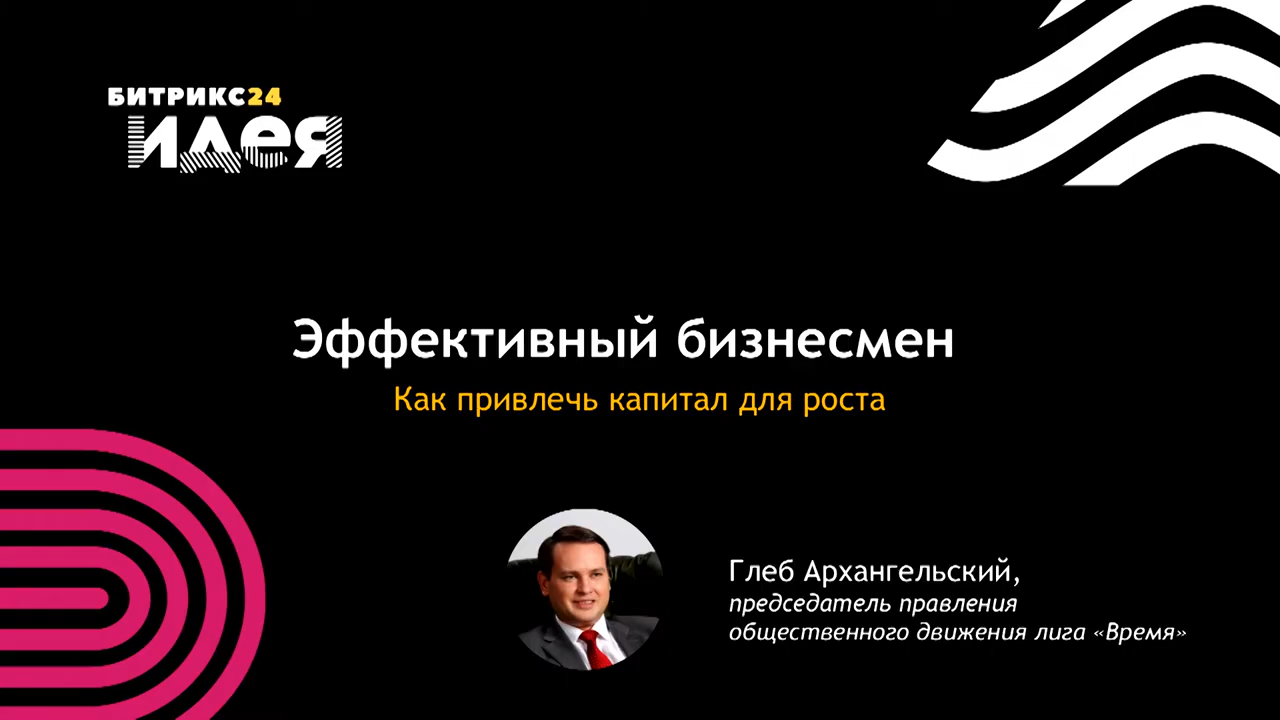 БИТРИКС24
идея
Эффективный бизнесмен
Как привлечь капитал для роста
Глеб Архангельский,
председатель правления
общественного движения лига «Время»